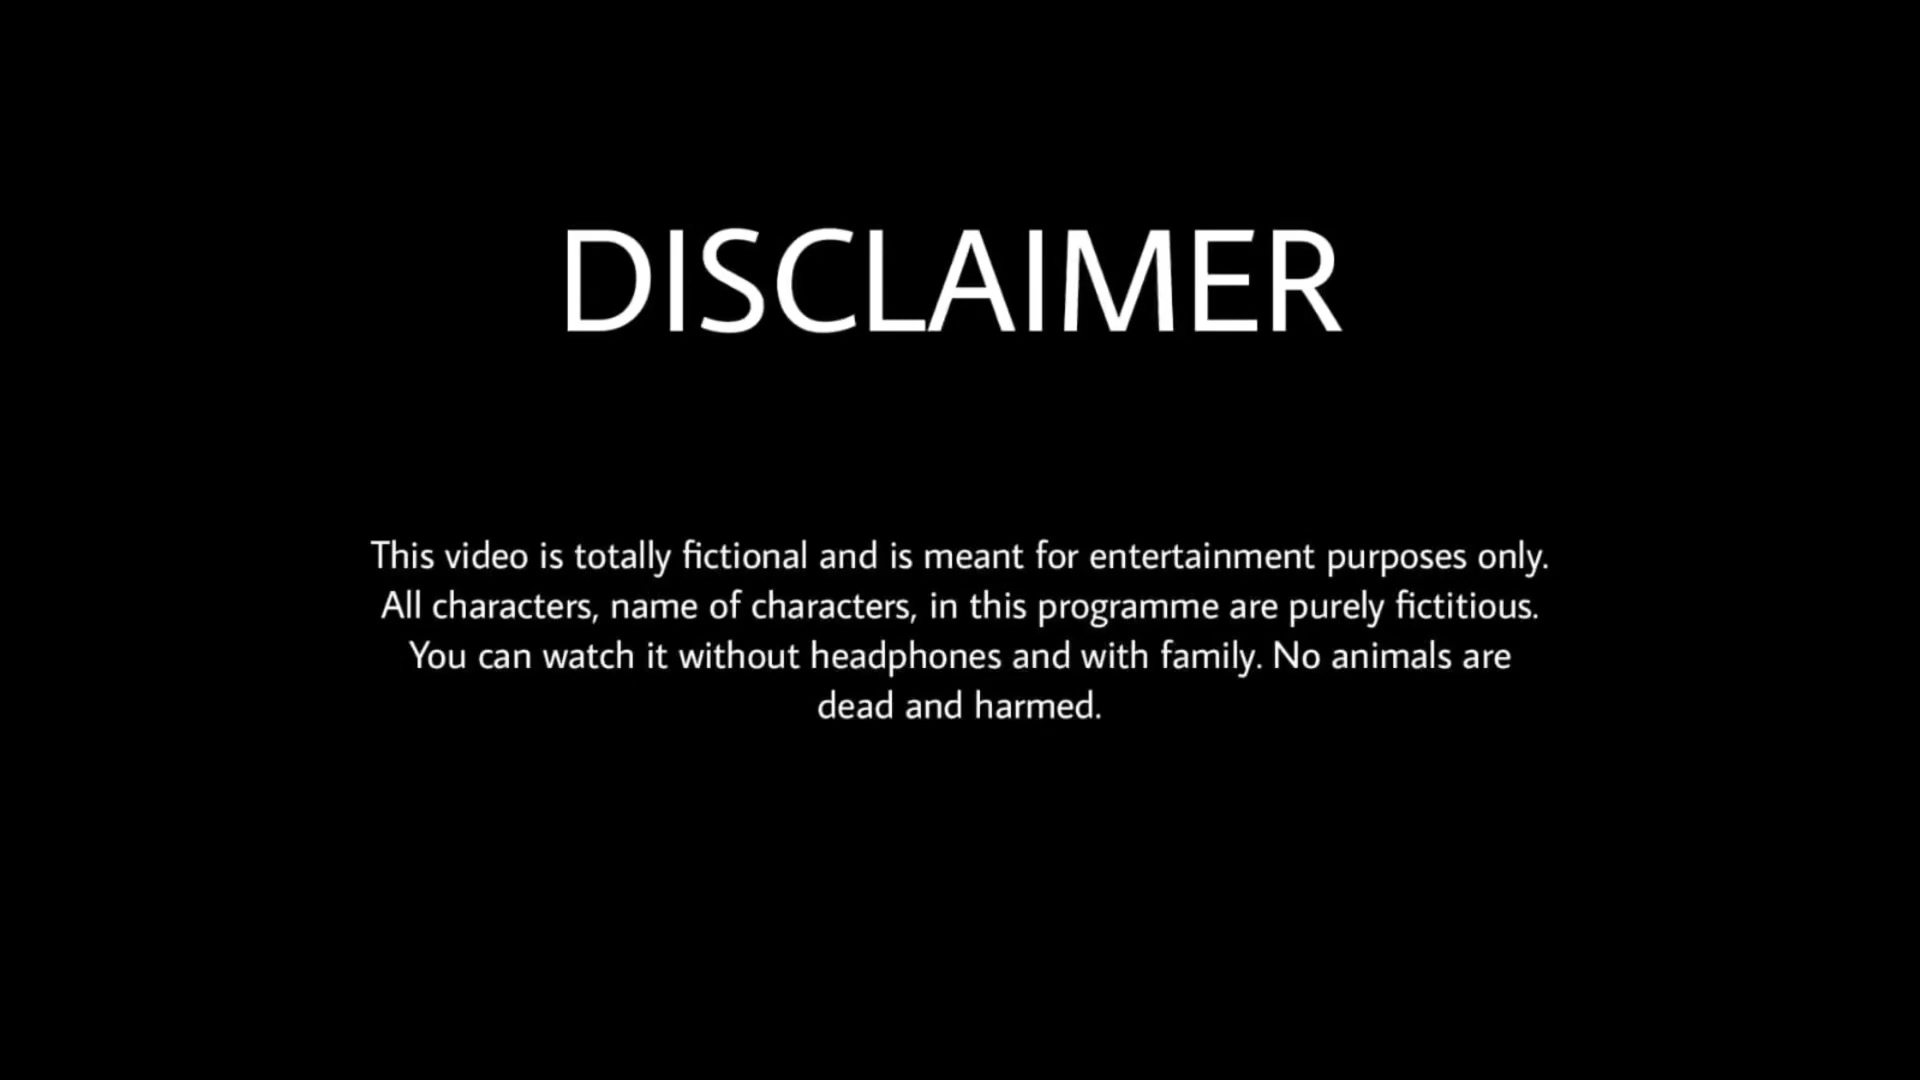 DISCLAIMER
This video is totally fictional and is meant for entertainment purposes only.
All characters, name of characters, in this programme are purely fictitious.
You can watch it without headphones and with family. No animals are
dead and harmed.